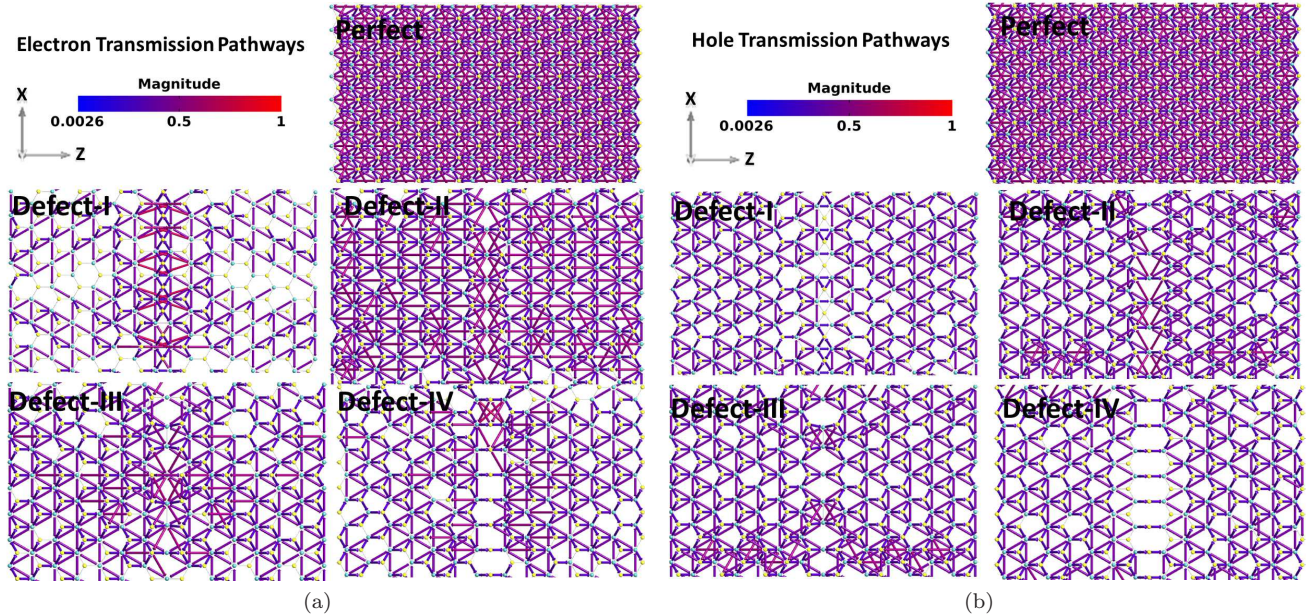 Electron Transmission Pathways
Magnitude
0.0026 0.5 1
X
Z
Perfect
Defect-I
Defect-II
Defect-III
Defect-IV
(a)
Hole Transmission Pathways
Magnitude
0.0026 0.5 1
X
Z
Perfect
Defect-I
Defect-II
Defect-III
Defect-IV
(b)